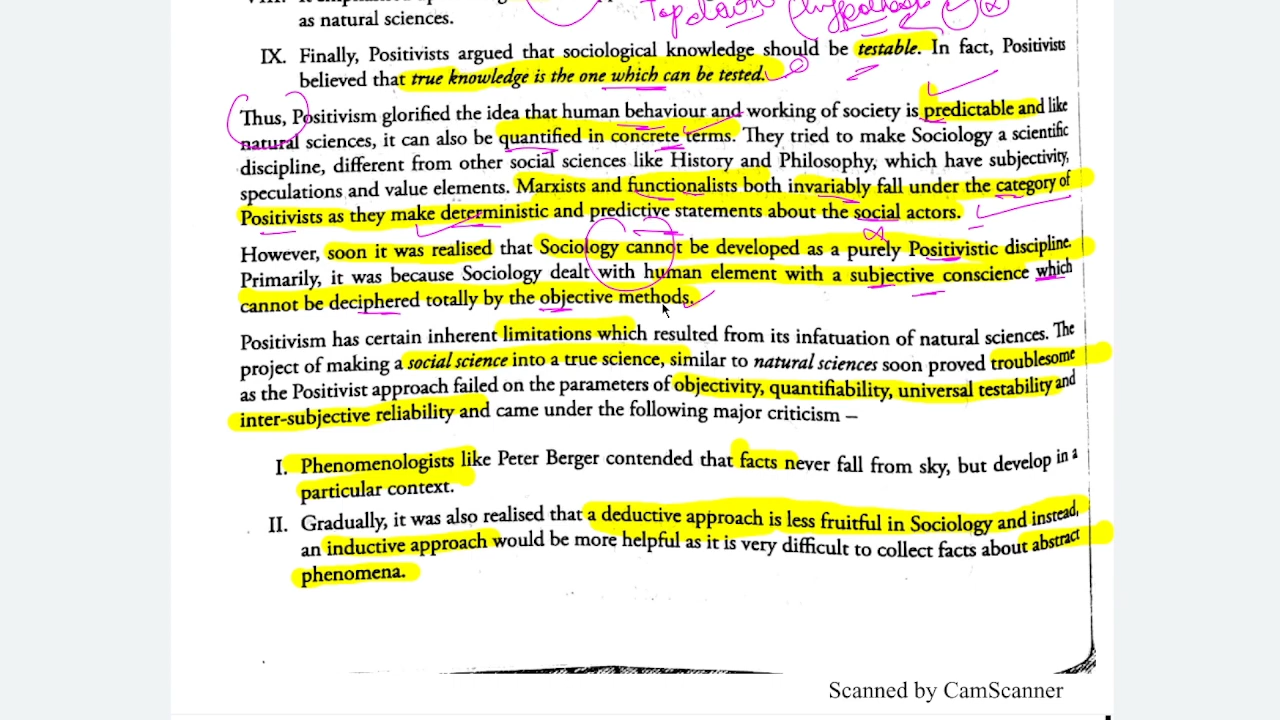 as natural sciences.
Top down (hypothesis)
IX. Finally, Positivists argued that sociological knowledge should be testable. In fact, Positivists
believed that true knowledge is the one which can be tested.
Thus, Positivism glorified the idea that human behaviour and working of society is predictable and like
natural sciences, it can also be quantified in concrete terms. They tried to make Sociology a scientific
discipline, different from other social sciences like History and Philosophy, which have subjectivity,
speculations and value elements. Marxists and functionalists both invariably fall under the category of
Positivists as they make deterministic and predictive statements about the social actors.
However, soon it was realised that Sociology cannot be developed as a purely Positivistic discipline.
Primarily, it was because Sociology dealt with human element with a subjective conscience which
cannot be deciphered totally by the objective methods.
Positivism has certain inherent limitations which resulted from its infatuation of natural sciences. The
project of making a social science into a true science, similar to natural sciences soon proved troublesome
as the Positivist approach failed on the parameters of objectivity, quantifiability, universal testability and
inter-subjective reliability and came under the following major criticism –
I. Phenomenologists like Peter Berger contended that facts never fall from sky, but develop in a
particular context.
II. Gradually, it was also realised that a deductive approach is less fruitful in Sociology and instead,
an inductive approach would be more helpful as it is very difficult to collect facts about abstract
phenomena.
Scanned by CamScanner